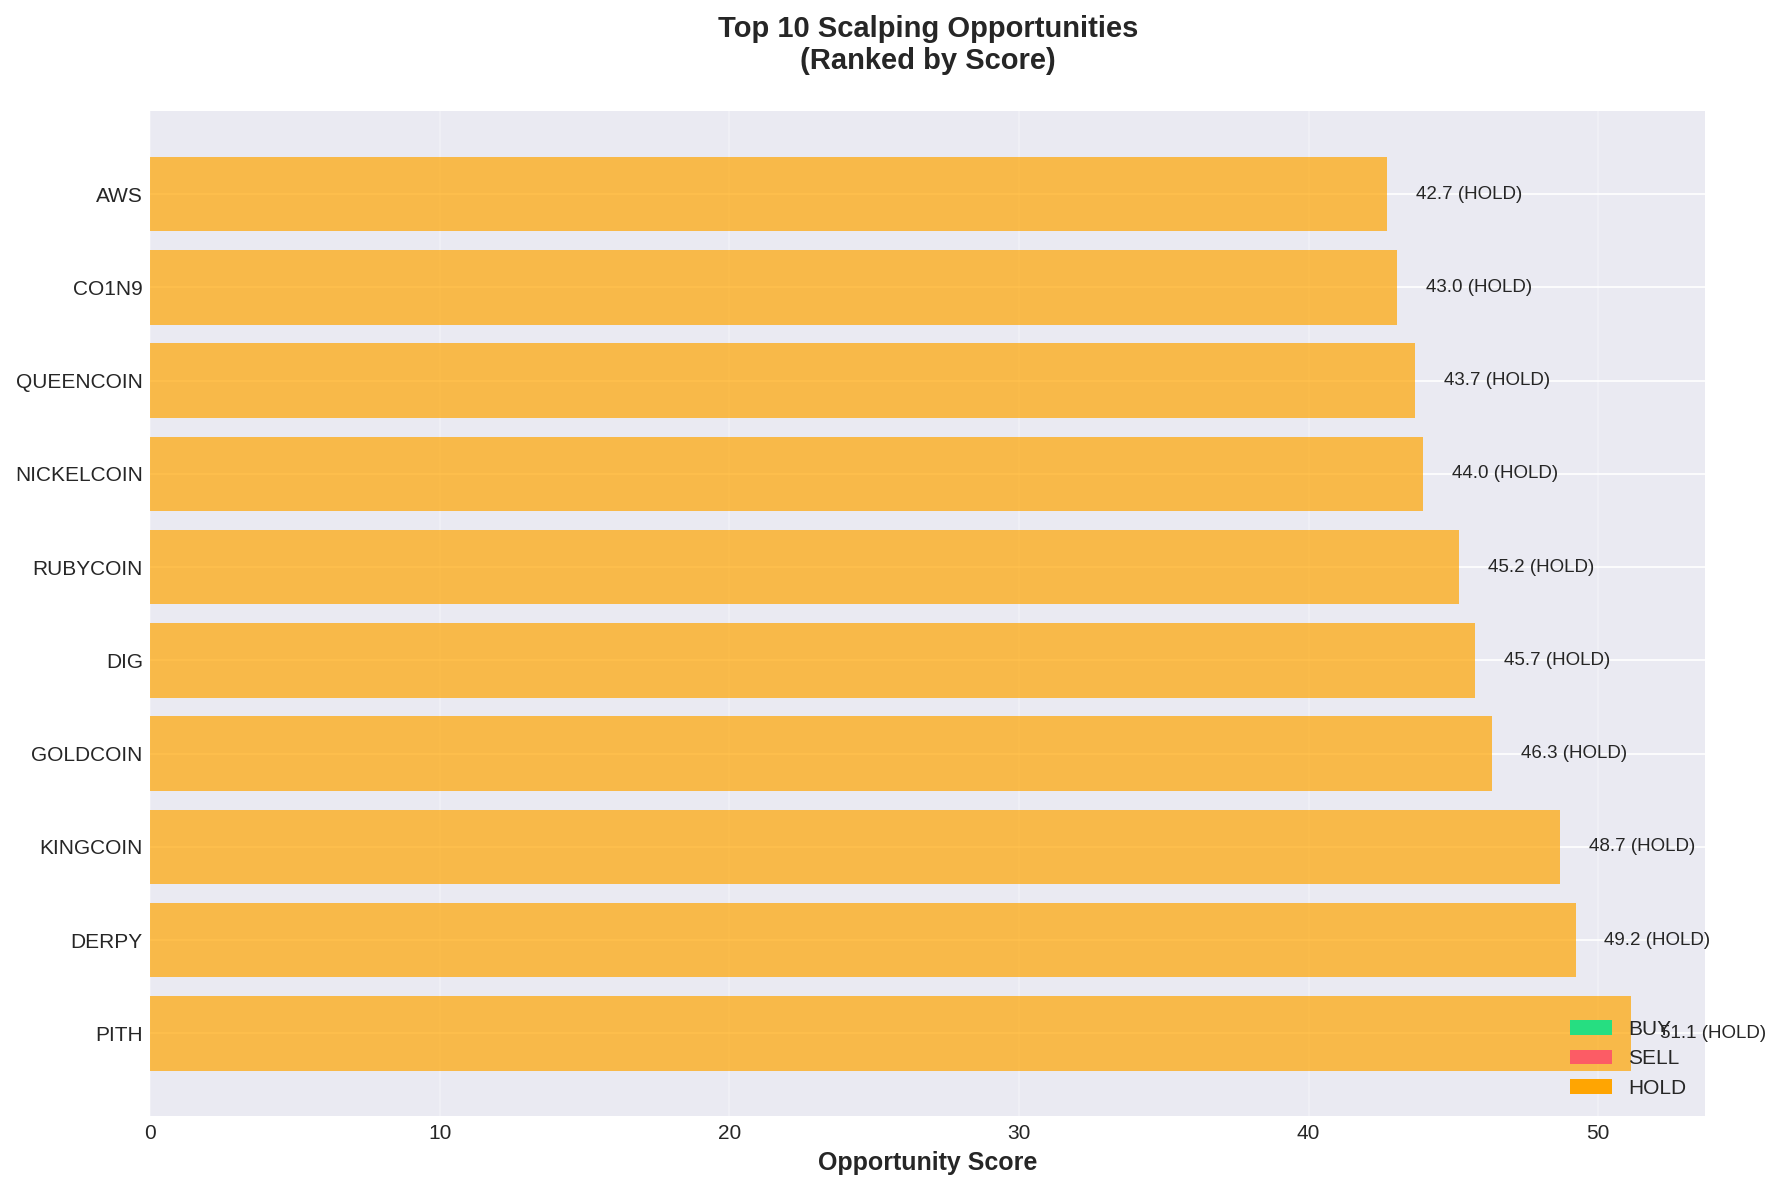 Top 10 Scalping Opportunities
(Ranked by Score)
AWS 42.7 (HOLD)
CO1N9 43.0 (HOLD)
QUEENCOIN 43.7 (HOLD)
NICKELCOIN 44.0 (HOLD)
RUBYCOIN 45.2 (HOLD)
DIG 45.7 (HOLD)
GOLDCOIN 46.3 (HOLD)
KINGCOIN 48.7 (HOLD)
DERPY 49.2 (HOLD)
PITH 51.1 (HOLD)
BUY
SELL
HOLD
0 10 20 30 40 50
Opportunity Score